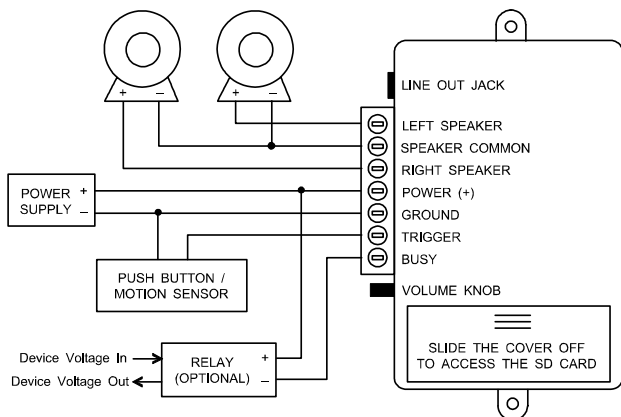 + –
+ –
LINE OUT JACK
LEFT SPEAKER
SPEAKER COMMON
RIGHT SPEAKER
POWER (+)
GROUND
TRIGGER
BUSY
VOLUME KNOB
POWER
SUPPLY
+
–
PUSH BUTTON /
MOTION SENSOR
Device Voltage In
Device Voltage Out
RELAY
(OPTIONAL)
+
–
SLIDE THE COVER OFF
TO ACCESS THE SD CARD